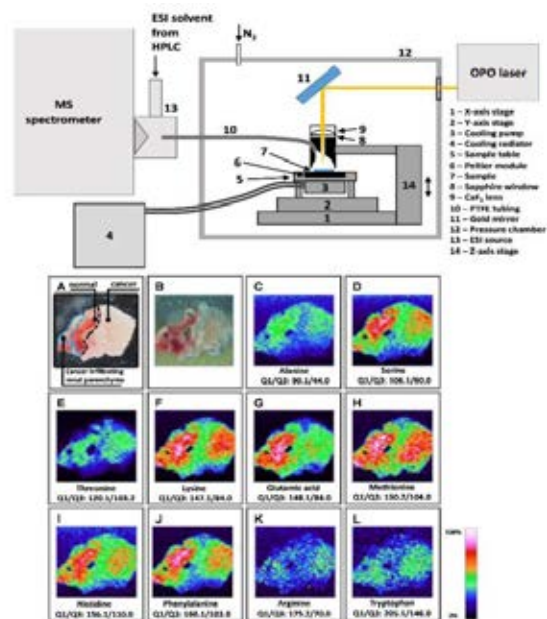 ESI solvent
from
HPLC
N₂
12
OPO laser
11
MS
spectrometer
13
10
9
8
7
6
5
3
2
1
4
14
1 – X-axis stage
2 – Y-axis stage
3 – Cooling pump
4 – Cooling radiator
5 – Sample table
6 – Peltier module
7 – Sample
8 – Sapphire window
9 – CaF₂ lens
10 – PTFE tubing
11 – Gold mirror
12 – Pressure chamber
13 – ESI source
14 – Z-axis stage
A
normal
cancer
Cancer infiltrating
renal parenchyma
B
C
Alanine
Q1/Q3: 90.1/44.0
D
Serine
Q1/Q3: 106.1/60.0
E
Threonine
Q1/Q3: 120.1/103.2
F
Lysine
Q1/Q3: 147.1/84.0
G
Glutamic acid
Q1/Q3: 148.1/84.0
H
Methionine
Q1/Q3: 150.2/104.0
I
Histidine
Q1/Q3: 156.1/110.0
J
Phenylalanine
Q1/Q3: 166.1/103.0
K
Arginine
Q1/Q3: 175.2/70.0
L
Tryptophan
Q1/Q3: 205.1/146.0
100%
0%